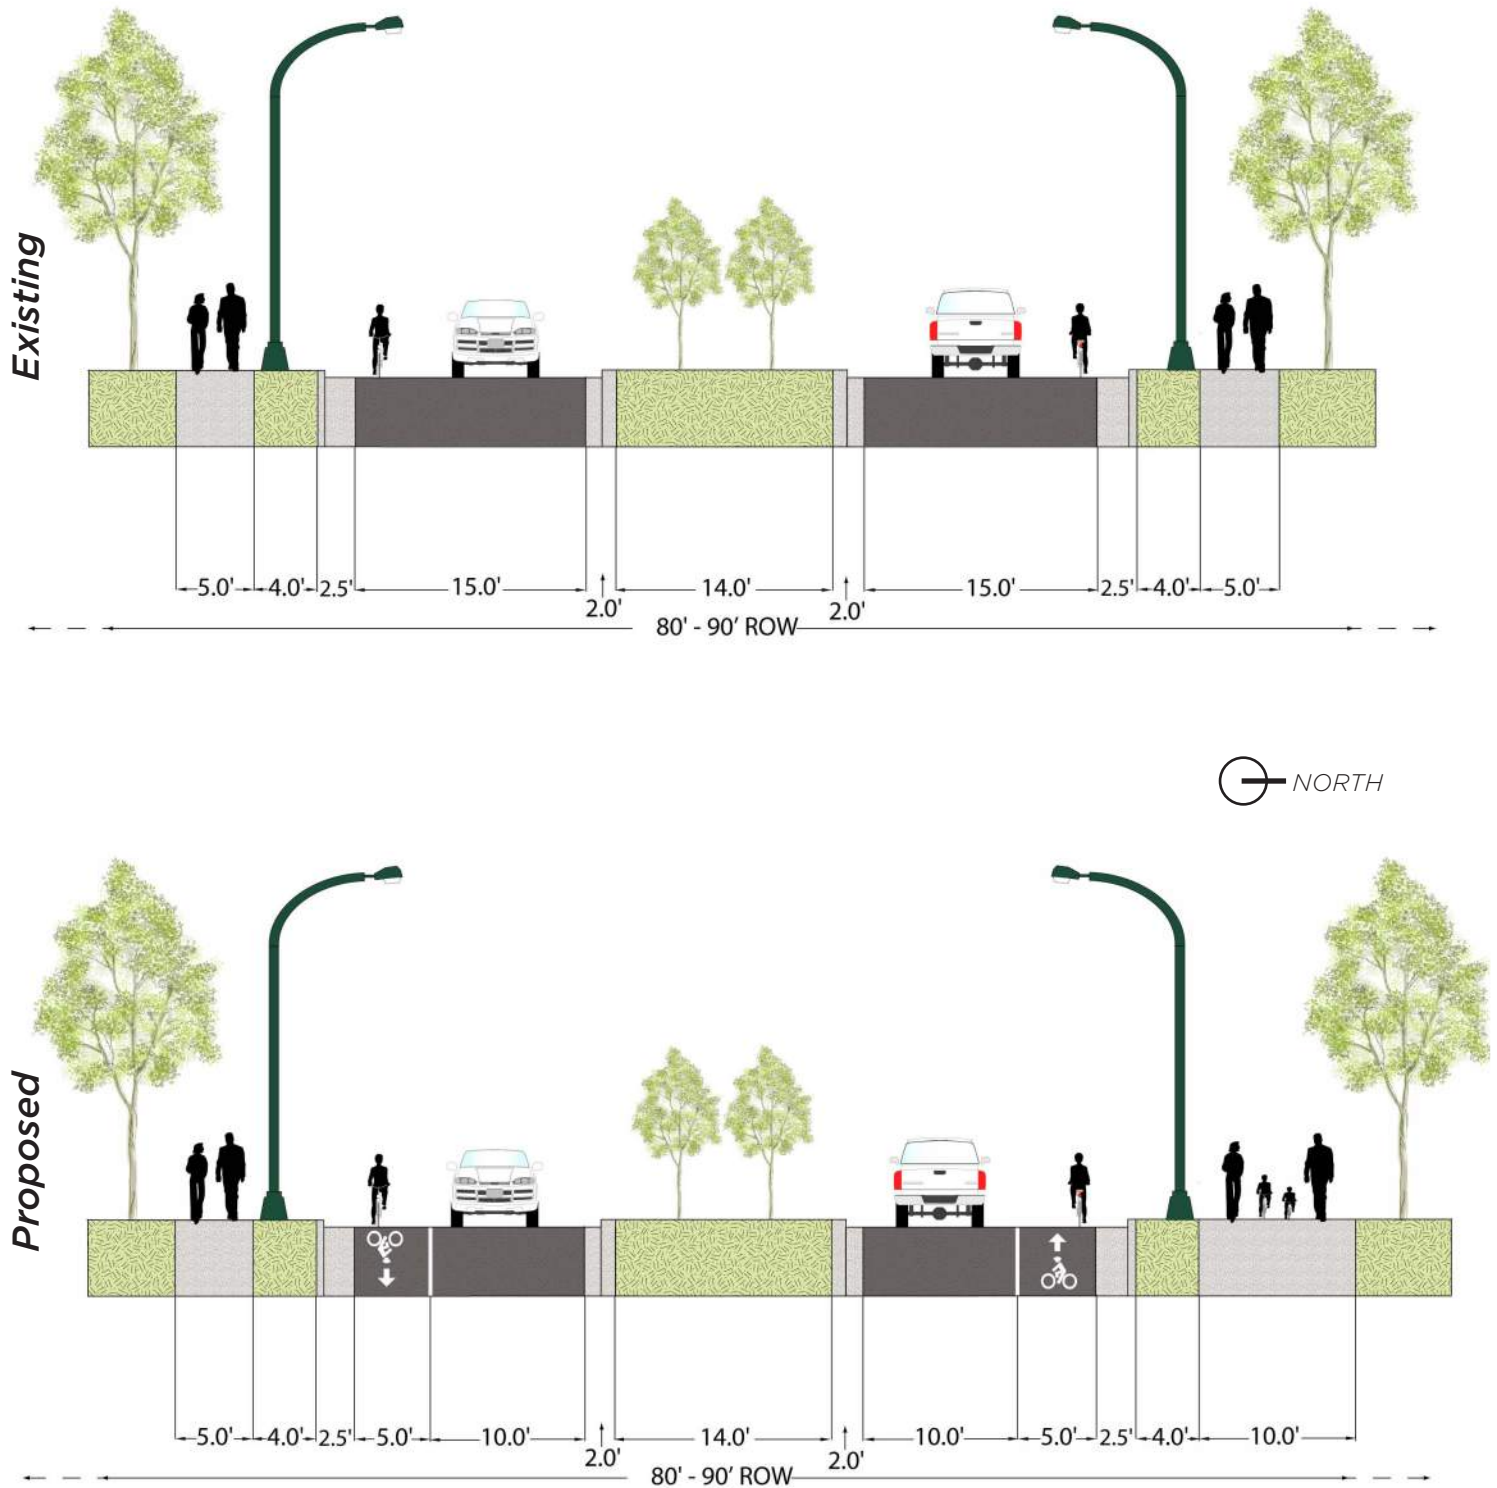 Existing
5.0' 4.0' 2.5' 15.0' 2.0' 14.0' 2.0' 15.0' 2.5' 4.0' 5.0'
80' - 90' ROW
NORTH
Proposed
5.0' 4.0' 2.5' 5.0' 10.0' 2.0' 14.0' 2.0' 10.0' 5.0' 2.5' 4.0' 10.0'
80' - 90' ROW